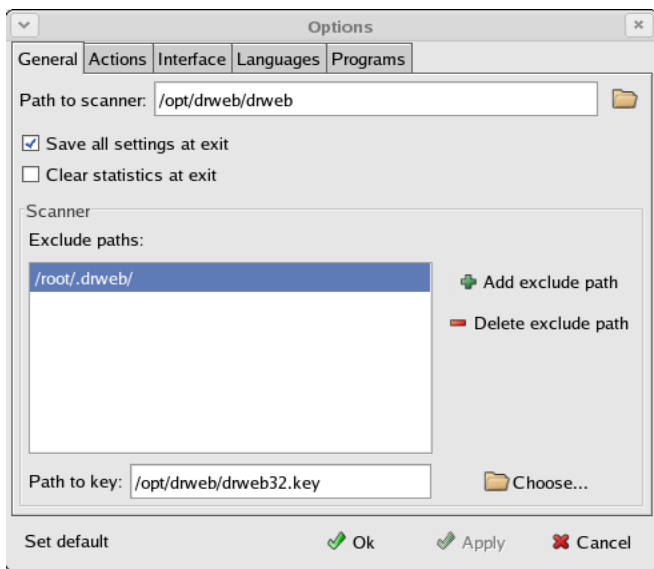 Options
General Actions Interface Languages Programs
Path to scanner: /opt/drweb/drweb
Save all settings at exit
Clear statistics at exit
Scanner
Exclude paths:
/root/.drweb/
Add exclude path
Delete exclude path
Path to key: /opt/drweb/drweb32.key Choose...
Set default Ok Apply Cancel